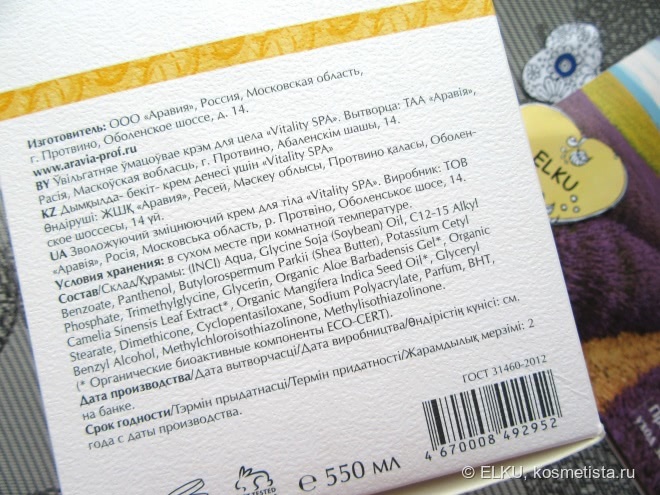 Изготовитель: ООО «Аравия», Россия, Московская область,
г. Протвино, Оболенское шоссе, д. 14.
www.aravia-prof.ru
BY Ўвільгатняе ўмацоўвае крэм для цела «Vitality SPA». Вытворца: ТАА «Аравія»,
Расія, Маскоўская вобласць, г. Протвино, Абаленскім шашы, 14.
KZ Дымқылда- бекіт- крем денесі үшін «Vitality SPA»
Өндіруші: ЖШҚ «Аравия», Ресей, Мәскеу облысы, Протвино қаласы, Оболен-
ское шоссесы, 14 үй.
UA Зволожуючий зміцнюючий крем для тіла «Vitality SPA». Виробник: ТОВ
«Аравія», Росія, Московська область, р. Протвіно, Оболенськоє шосе, 14.
Условия хранения: в сухом месте при комнатной температуре.
Состав/Склад/Құрамы: (INCI) Aqua, Glycine Soja (Soybean) Oil, C12-15 Alkyl
Benzoate, Panthenol, Butylorospermum Parkii (Shea Butter), Potassium Cetyl
Phosphate, Trimethylglycine, Glycerin, Organic Aloe Barbadensis Gel*, Organic
Camelia Sinensis Leaf Extract*, Organic Mangifera Indica Seed Oil*, Glyceryl
Stearate, Dimethicone, Cyclopentasiloxane, Sodium Polyacrylate, Parfum, BHT,
Benzyl Alcohol, Methylchloroisothiazolinone, Methylisothiazolinone.
(* Органические биоактивные компоненты ECO-CERT).
Дата производства/Дата вытворчасці/Дата виробництва/Өндірістің күнісі: см.
на банке.
Срок годности/Тэрмін прыдатнасці/Термін придатності/Жарамдылық мерзімі: 2
года с даты производства.
ГОСТ 31460-2012
4 670008 492952
TESTED
℮ 550 МЛ
ELKU
© ELKU, kosmetista.ru